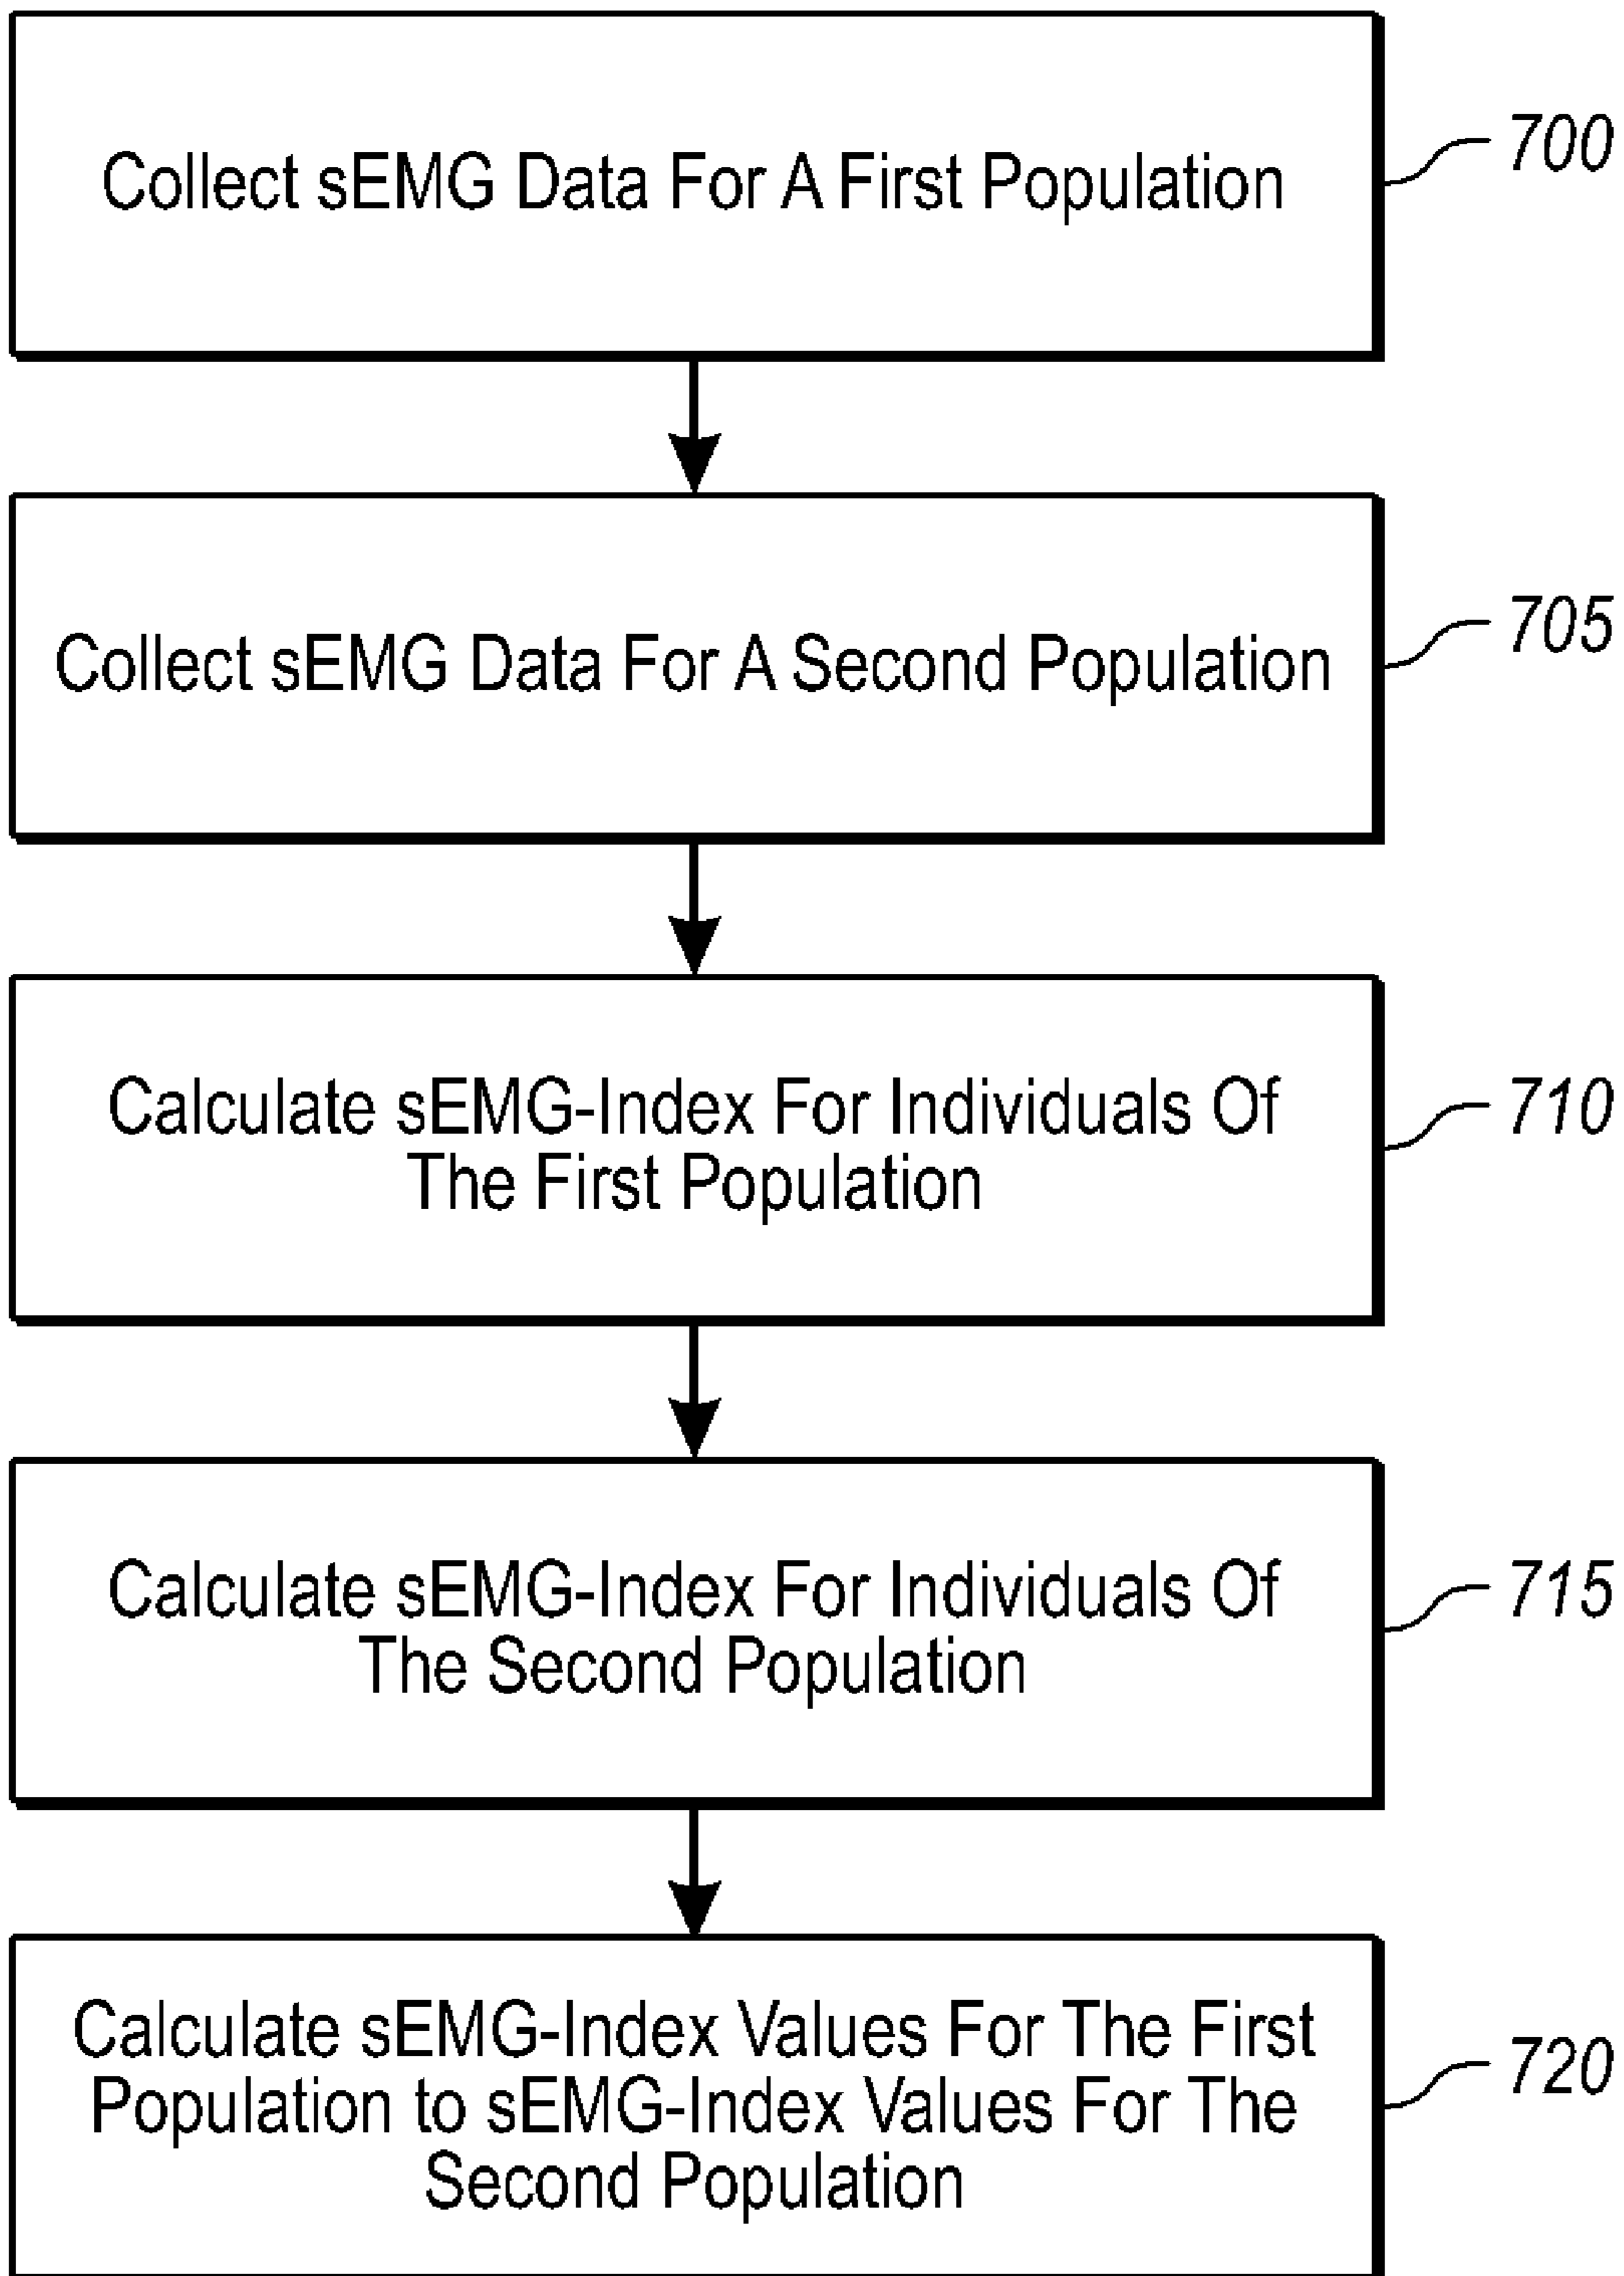 Collect sEMG Data For A First Population
700
Collect sEMG Data For A Second Population
705
Calculate sEMG-Index For Individuals Of
The First Population
710
Calculate sEMG-Index For Individuals Of
The Second Population
715
Calculate sEMG-Index Values For The First
Population to sEMG-Index Values For The
Second Population
720